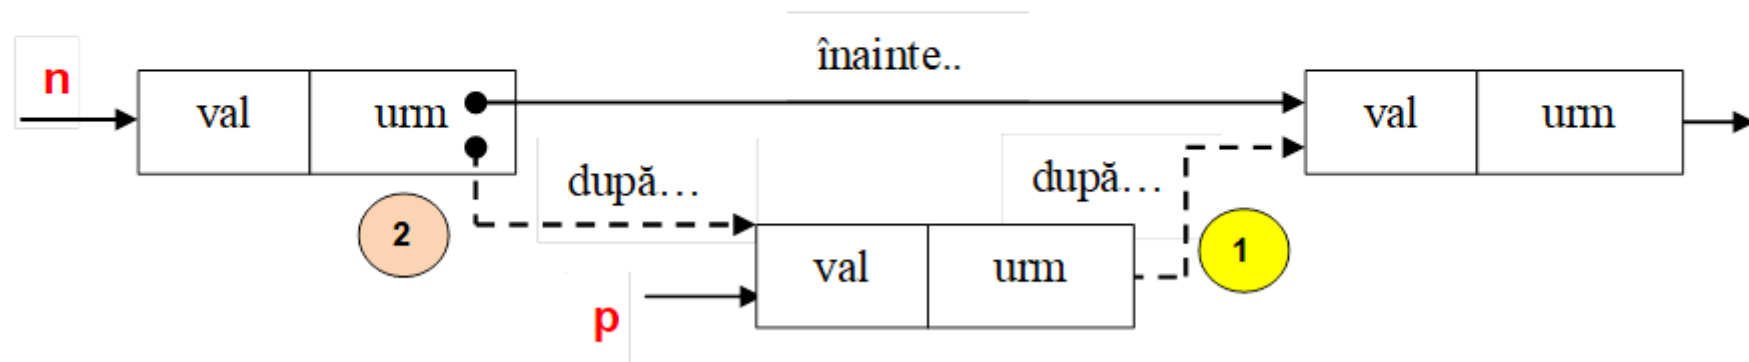 înainte..
n
val urm
val urm
după…
după…
2
1
val urm
p